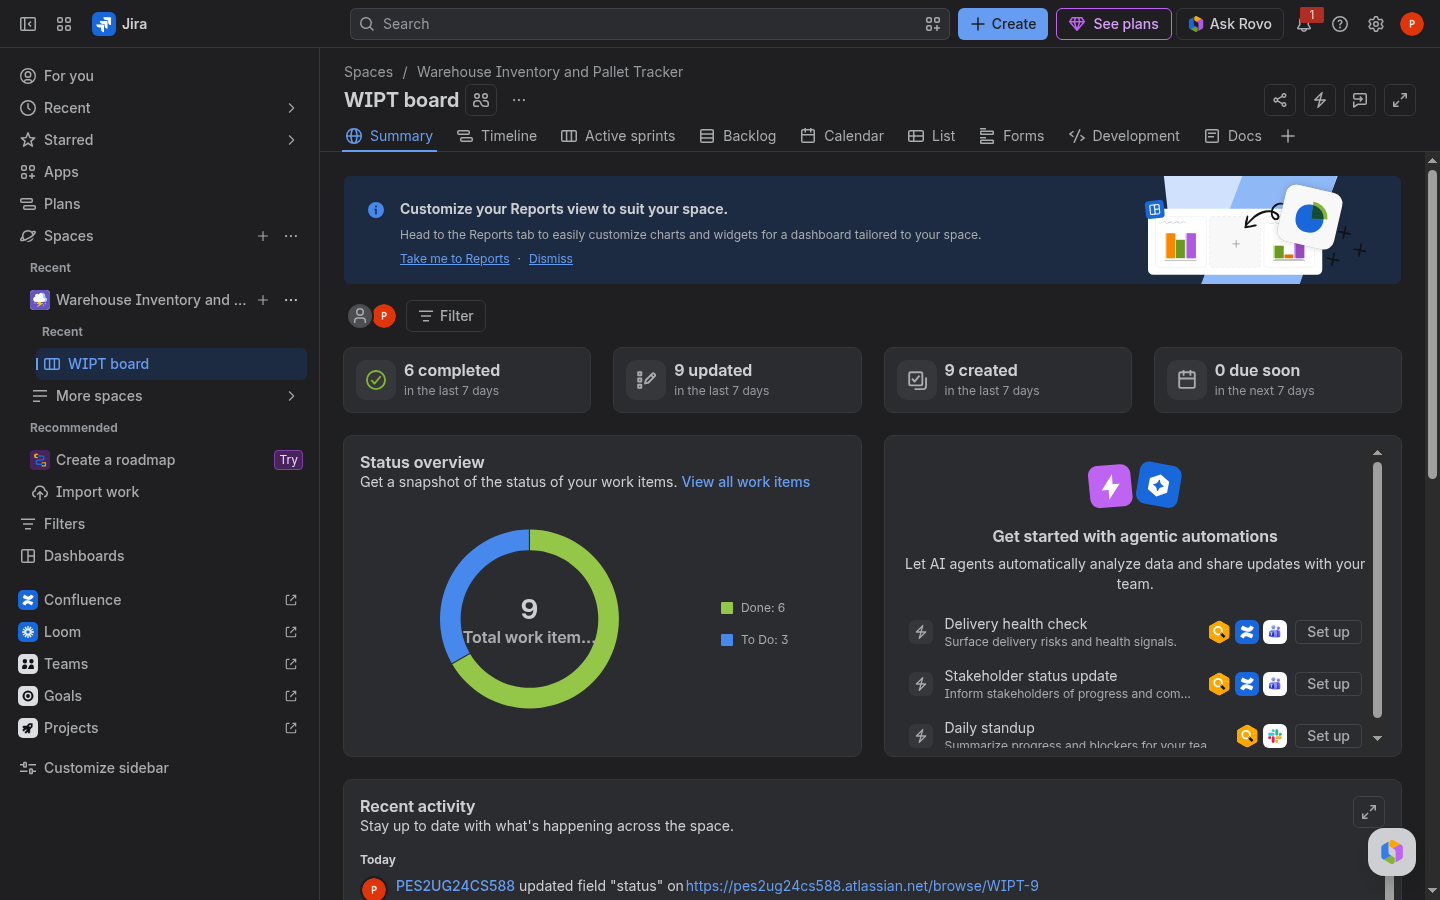 Jira
Search
Create
See plans
Ask Rovo
1
P
For you
Recent
Starred
Apps
Plans
Spaces
Recent
Warehouse Inventory and ...
Recent
WIPT board
More spaces
Recommended
Create a roadmap
Try
Import work
Filters
Dashboards
Confluence
Loom
Teams
Goals
Projects
Customize sidebar
Spaces / Warehouse Inventory and Pallet Tracker
WIPT board
Summary
Timeline
Active sprints
Backlog
Calendar
List
Forms
Development
Docs
Customize your Reports view to suit your space.
Head to the Reports tab to easily customize charts and widgets for a dashboard tailored to your space.
Take me to Reports · Dismiss
P
Filter
6 completed
in the last 7 days
9 updated
in the last 7 days
9 created
in the last 7 days
0 due soon
in the next 7 days
Status overview
Get a snapshot of the status of your work items. View all work items
9
Total work item...
Done: 6
To Do: 3
Get started with agentic automations
Let AI agents automatically analyze data and share updates with your
team.
Delivery health check
Surface delivery risks and health signals.
Set up
Stakeholder status update
Inform stakeholders of progress and com...
Set up
Daily standup
Summarize progress and blockers for your tea
Set up
Recent activity
Stay up to date with what's happening across the space.
Today
P
PES2UG24CS588 updated field "status" on https://pes2ug24cs588.atlassian.net/browse/WIPT-9